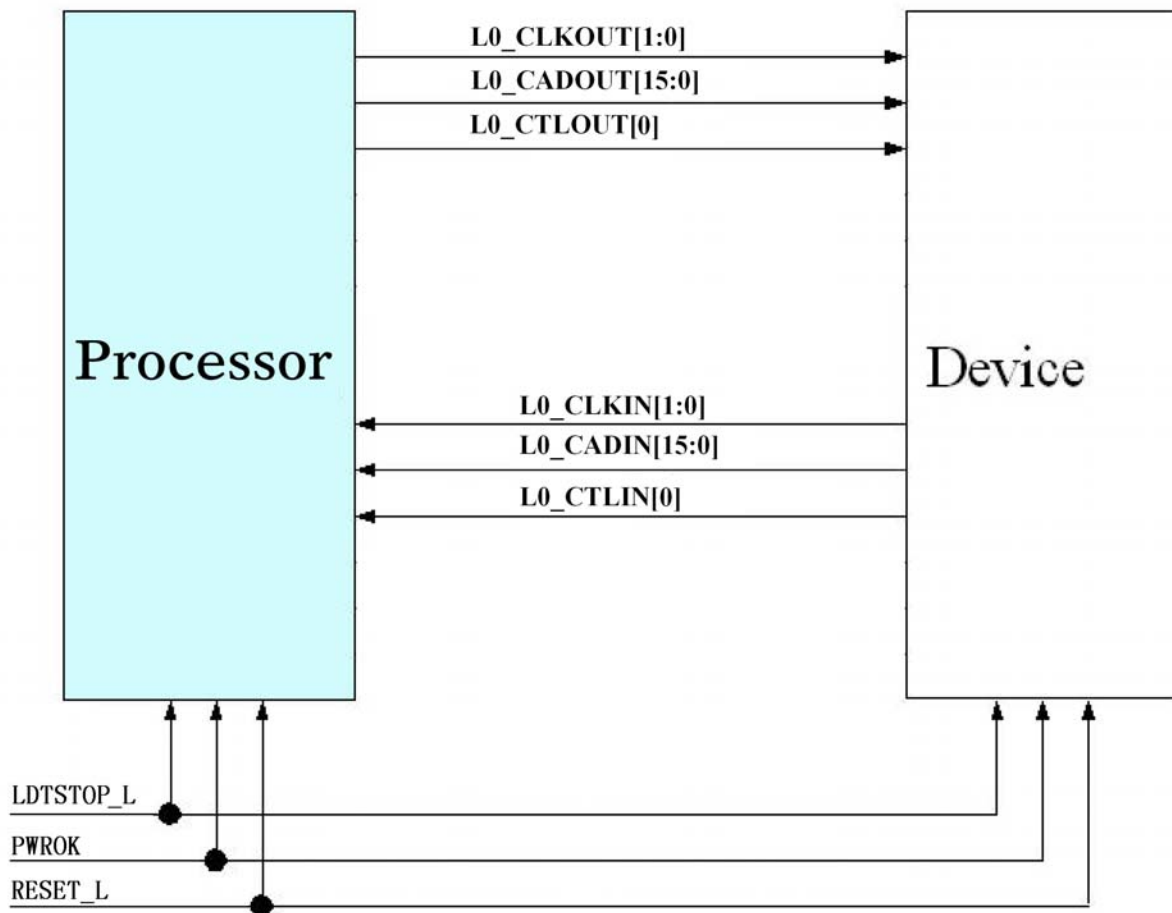 L0_CLKOUT[1:0]
L0_CADOUT[15:0]
L0_CTLOUT[0]
Processor
Device
L0_CLKIN[1:0]
L0_CADIN[15:0]
L0_CTLIN[0]
LDTSTOP_L
PWROK
RESET_L